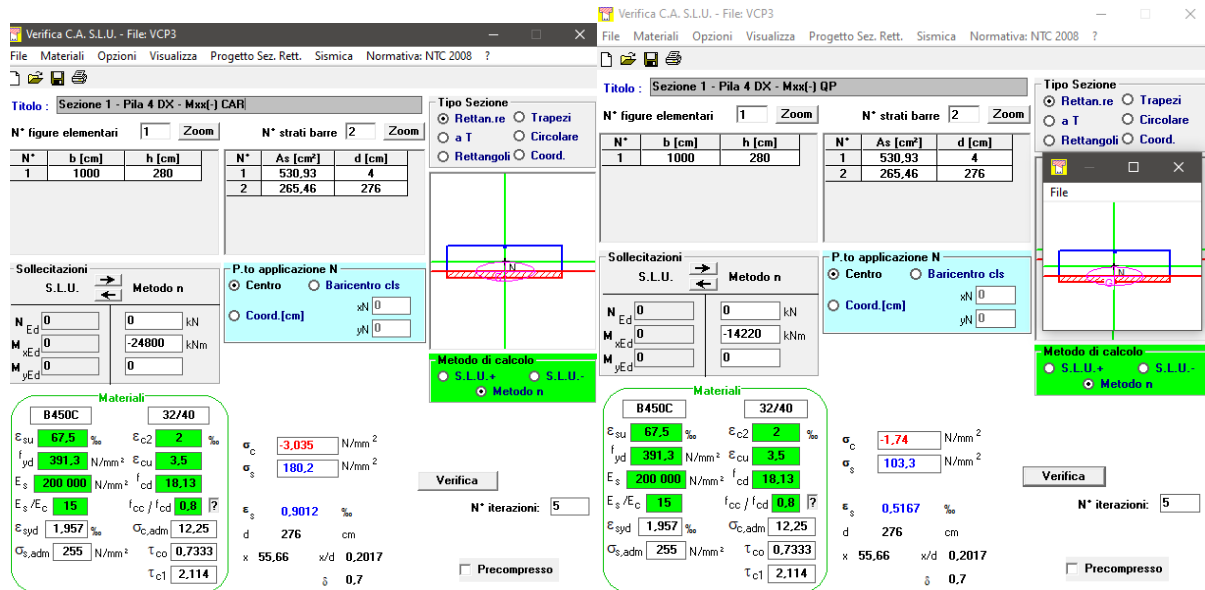 Verifica C.A. S.L.U. - File: VCP3
File Materiali Opzioni Visualizza Progetto Sez. Rett. Sismica Normativa: NTC 2008 ?
Titolo : Sezione 1 - Pila 4 DX - Mxx(-) CAR
N° figure elementari 1 Zoom N° strati barre 2 Zoom
N° b [cm] h [cm]
1 1000 280
N° As [cm²] d [cm]
1 530,93 4
2 265,46 276
Tipo Sezione
Rettan.re Trapezi
a T Circolare
Rettangoli Coord.
N
G
Sollecitazioni
S.L.U. Metodo n
N Ed 0 0 kN
M xEd 0 -24800 kNm
M yEd 0 0
P.to applicazione N
Centro Baricentro cls
Coord.[cm] xN 0
yN 0
Metodo di calcolo
S.L.U.+ S.L.U.-
Metodo n
Materiali
B450C 32/40
εsu 67,5 ‰ εc2 2 ‰
fyd 391,3 N/mm² εcu 3,5
Es 200 000 N/mm² fcd 18,13
Es/Ec 15 fcc / fcd 0,8 ?
εsyd 1,957 ‰ σc,adm 12,25
σs,adm 255 N/mm² τco 0,7333
τc1 2,114
σc -3,035 N/mm²
σs 180,2 N/mm²
εs 0,9012 ‰
d 276 cm
x 55,66 x/d 0,2017
δ 0,7
Verifica
N° iterazioni: 5
Precompresso
Verifica C.A. S.L.U. - File: VCP3
File Materiali Opzioni Visualizza Progetto Sez. Rett. Sismica Normativa: NTC 2008 ?
Titolo : Sezione 1 - Pila 4 DX - Mxx(-) QP
N° figure elementari 1 Zoom N° strati barre 2 Zoom
N° b [cm] h [cm]
1 1000 280
N° As [cm²] d [cm]
1 530,93 4
2 265,46 276
Tipo Sezione
Rettan.re Trapezi
a T Circolare
Rettangoli Coord.
File
N
G
Sollecitazioni
S.L.U. Metodo n
N Ed 0 0 kN
M xEd 0 -14220 kNm
M yEd 0 0
P.to applicazione N
Centro Baricentro cls
Coord.[cm] xN 0
yN 0
Metodo di calcolo
S.L.U.+ S.L.U.-
Metodo n
Materiali
B450C 32/40
εsu 67,5 ‰ εc2 2 ‰
fyd 391,3 N/mm² εcu 3,5
Es 200 000 N/mm² fcd 18,13
Es/Ec 15 fcc / fcd 0,8 ?
εsyd 1,957 ‰ σc,adm 12,25
σs,adm 255 N/mm² τco 0,7333
τc1 2,114
σc -1,74 N/mm²
σs 103,3 N/mm²
εs 0,5167 ‰
d 276 cm
x 55,66 x/d 0,2017
δ 0,7
Verifica
N° iterazioni: 5
Precompresso